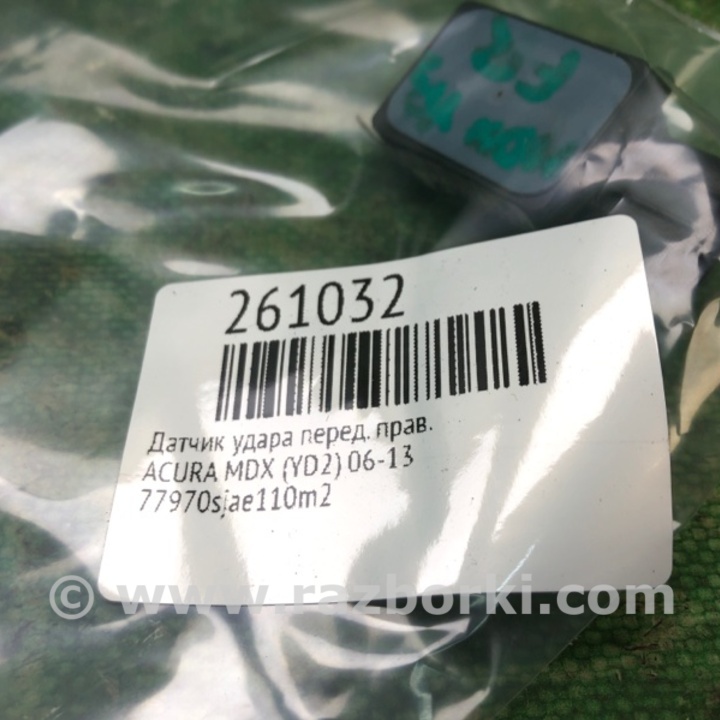 261032
Датчик удара перед. прав.
ACURA MDX (YD2) 06-13
77970sjae110m2
© www.razborki.com